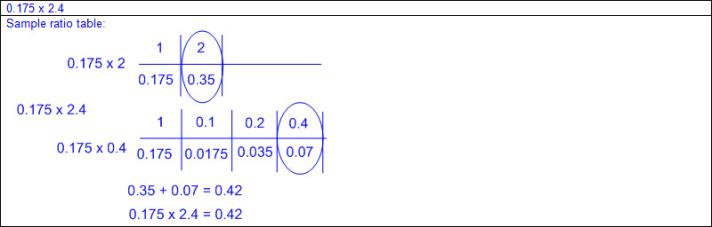 0.175 x 2.4
Sample ratio table:
1 2
0.175 x 2
0.175 0.35
0.175 x 2.4
1 0.1 0.2 0.4
0.175 x 0.4
0.175 0.0175 0.035 0.07
0.35 + 0.07 = 0.42
0.175 x 2.4 = 0.42